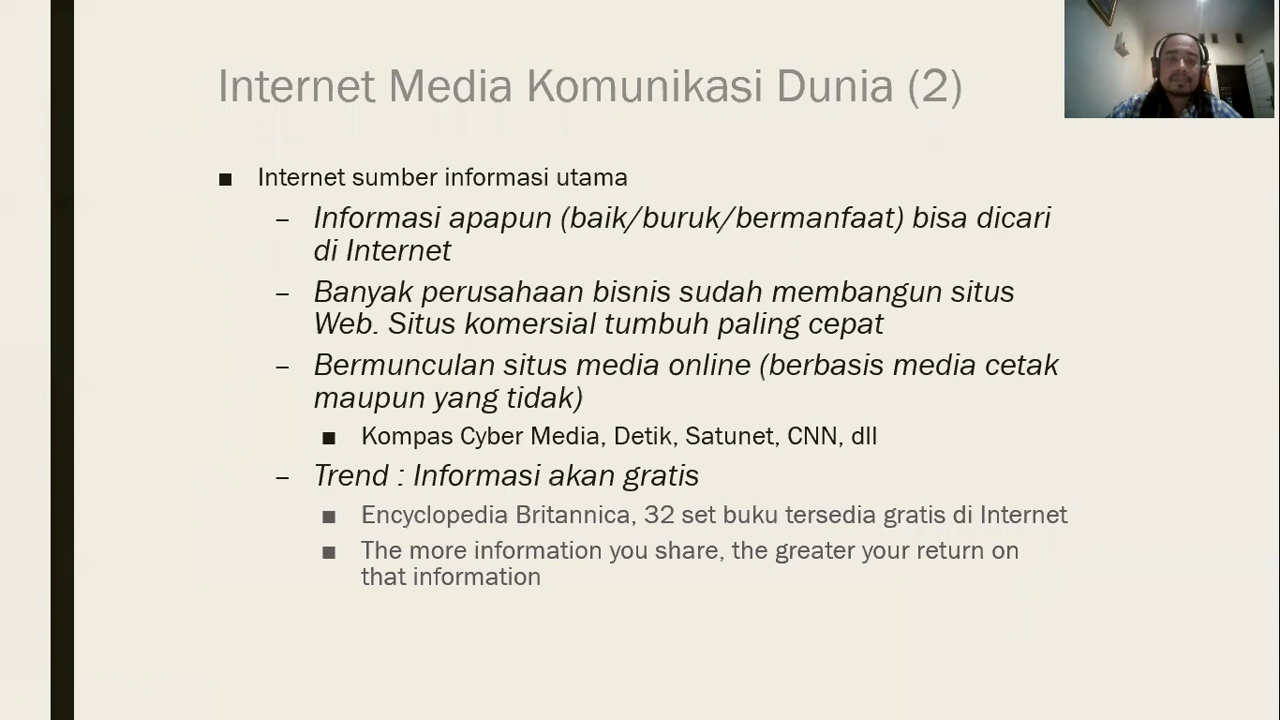 Internet Media Komunikasi Dunia (2)
■ Internet sumber informasi utama
– Informasi apapun (baik/buruk/bermanfaat) bisa dicari
di Internet
– Banyak perusahaan bisnis sudah membangun situs
Web. Situs komersial tumbuh paling cepat
– Bermunculan situs media online (berbasis media cetak
maupun yang tidak)
■ Kompas Cyber Media, Detik, Satunet, CNN, dll
– Trend : Informasi akan gratis
■ Encyclopedia Britannica, 32 set buku tersedia gratis di Internet
■ The more information you share, the greater your return on
that information